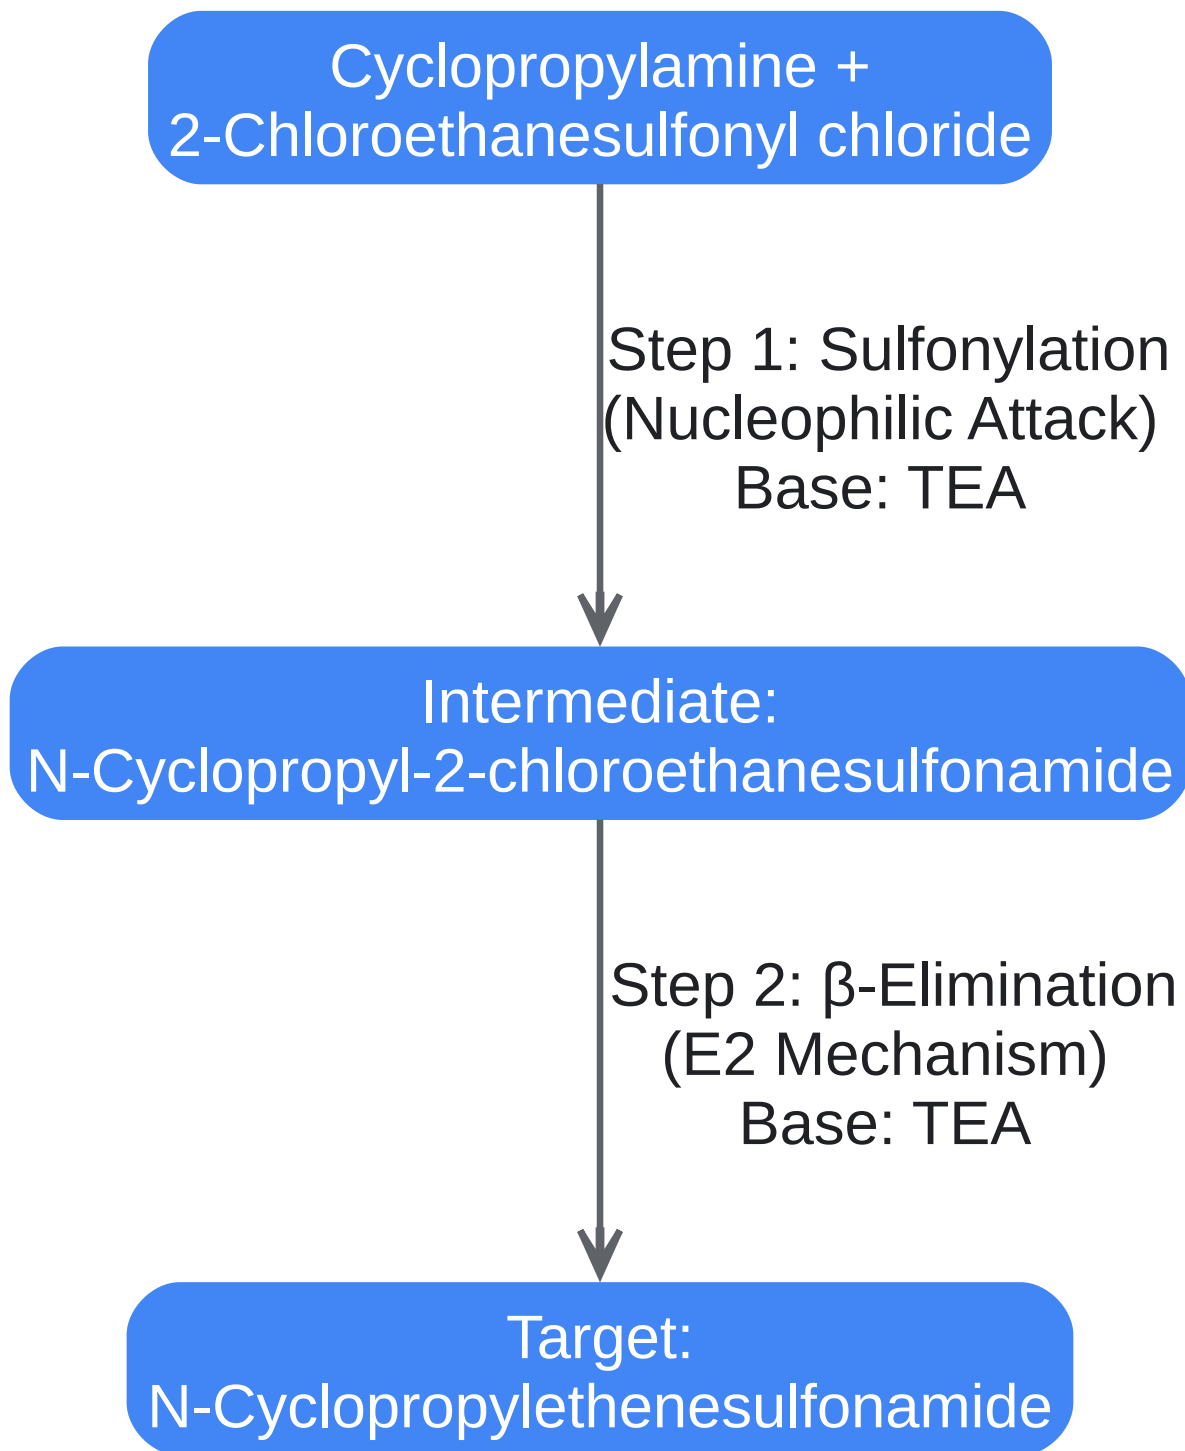 Cyclopropylamine +
2-Chloroethanesulfonyl chloride
Step 1: Sulfonylation
(Nucleophilic Attack)
Base: TEA
Intermediate:
N-Cyclopropyl-2-chloroethanesulfonamide
Step 2: β-Elimination
(E2 Mechanism)
Base: TEA
Target:
N-Cyclopropylethenesulfonamide